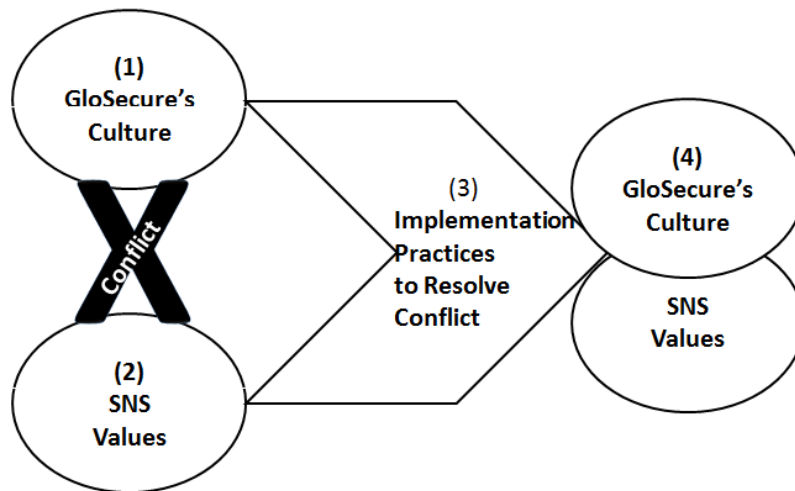 (1)
GloSecure's
Culture
Conflict
(2)
SNS
Values
(3)
Implementation
Practices
to Resolve
Conflict
(4)
GloSecure's
Culture
SNS
Values